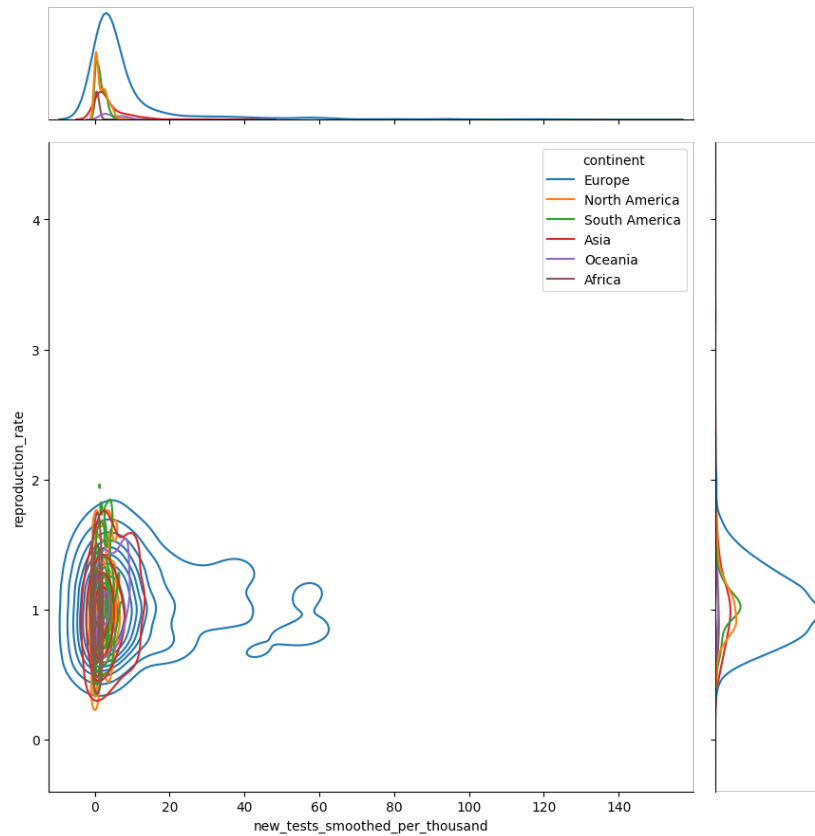 continent
Europe
North America
South America
Asia
Oceania
Africa
4
3
2
1
0
reproduction_rate
0 20 40 60 80 100 120 140
new_tests_smoothed_per_thousand